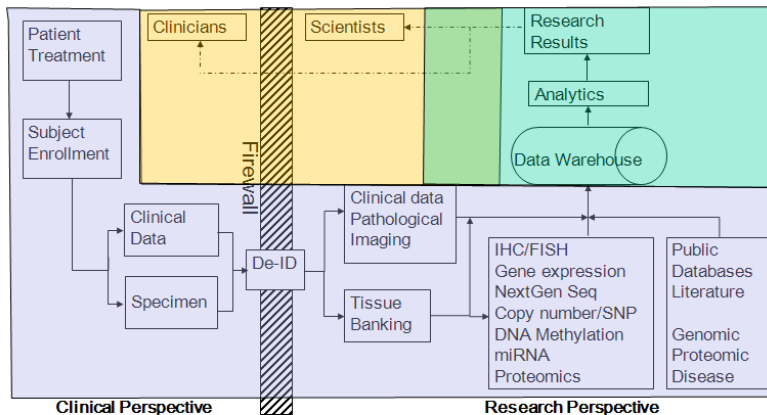 Patient
Treatment
Clinicians
Scientists
Research
Results
Analytics
Subject
Enrollment
Firewall
Data Warehouse
Clinical
Data
Specimen
De-ID
Clinical data
Pathological
Imaging
Tissue
Banking
IHC/FISH
Gene expression
NextGen Seq
Copy number/SNP
DNA Methylation
miRNA
Proteomics
Public
Databases
Literature
Genomic
Proteomic
Disease
Clinical Perspective
Research Perspective